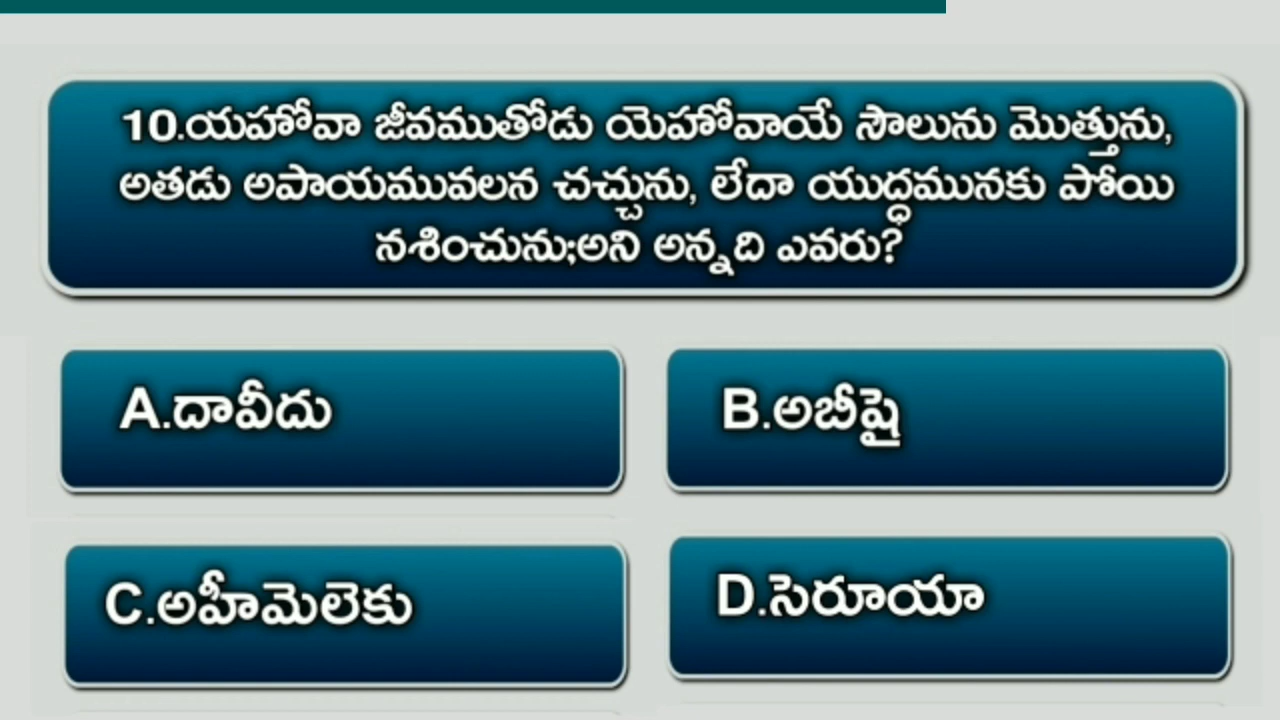 10.యహోవా జీవముతోడు యెహోవాయే సౌలును మొత్తును,
అతడు అపాయమువలన చచ్చును, లేదా యుద్ధమునకు పోయి
నశించును;అని అన్నది ఎవరు?
A.దావీదు
B.అబీషై
C.అహీమెలెకు
D.సెరూయా